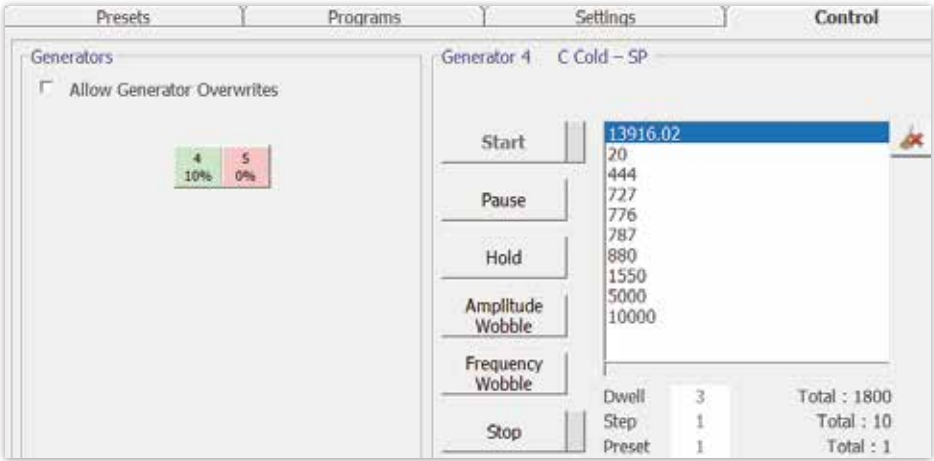 Presets Programs Settings Control
Generators
Allow Generator Overwrites
4 5
10% 0%
Generator 4 C Cold – SP
Start
Pause
Hold
Amplitude
Wobble
Frequency
Wobble
Stop
13916.02
20
444
727
776
787
880
1550
5000
10000
Dwell 3 Total : 1800
Step 1 Total : 10
Preset 1 Total : 1